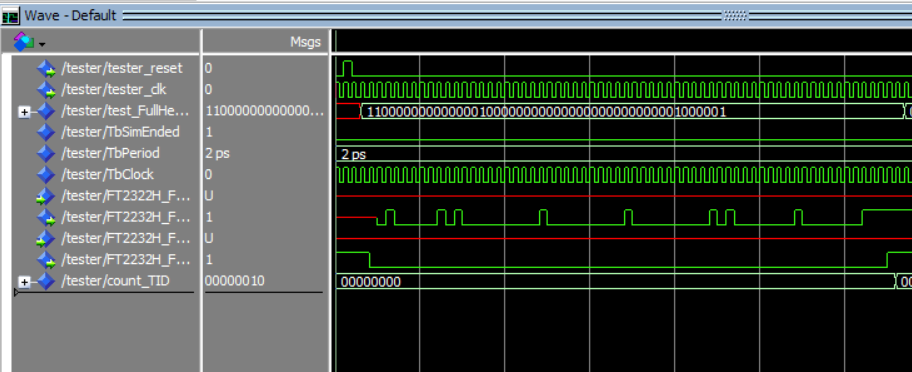 Wave - Default
Msgs
/tester/tester_reset 0
/tester/tester_clk 0
/tester/test_FullHe... 11000000000000... 110000000000000100000000000000000000001000001
/tester/TbSimEnded 1
/tester/TbPeriod 2 ps 2 ps
/tester/TbClock 0
/tester/FT2322H_F... U
/tester/FT2232H_F... 1
/tester/FT2232H_F... U
/tester/FT2232H_F... 1
/tester/count_TID 00000010 00000000 00